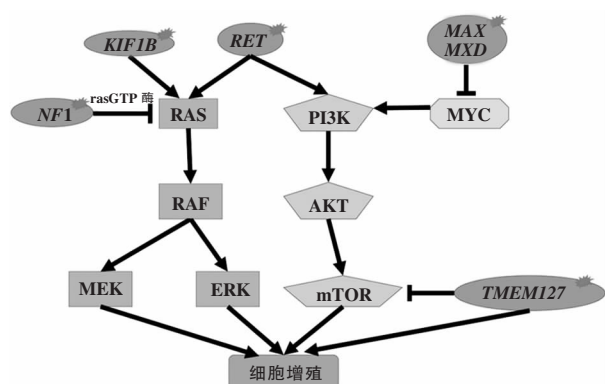 KIF1B
RET
MAX
MXD
NF1
rasGTP 酶
RAS
PI3K
MYC
RAF
AKT
MEK
ERK
mTOR
TMEM127
细胞增殖